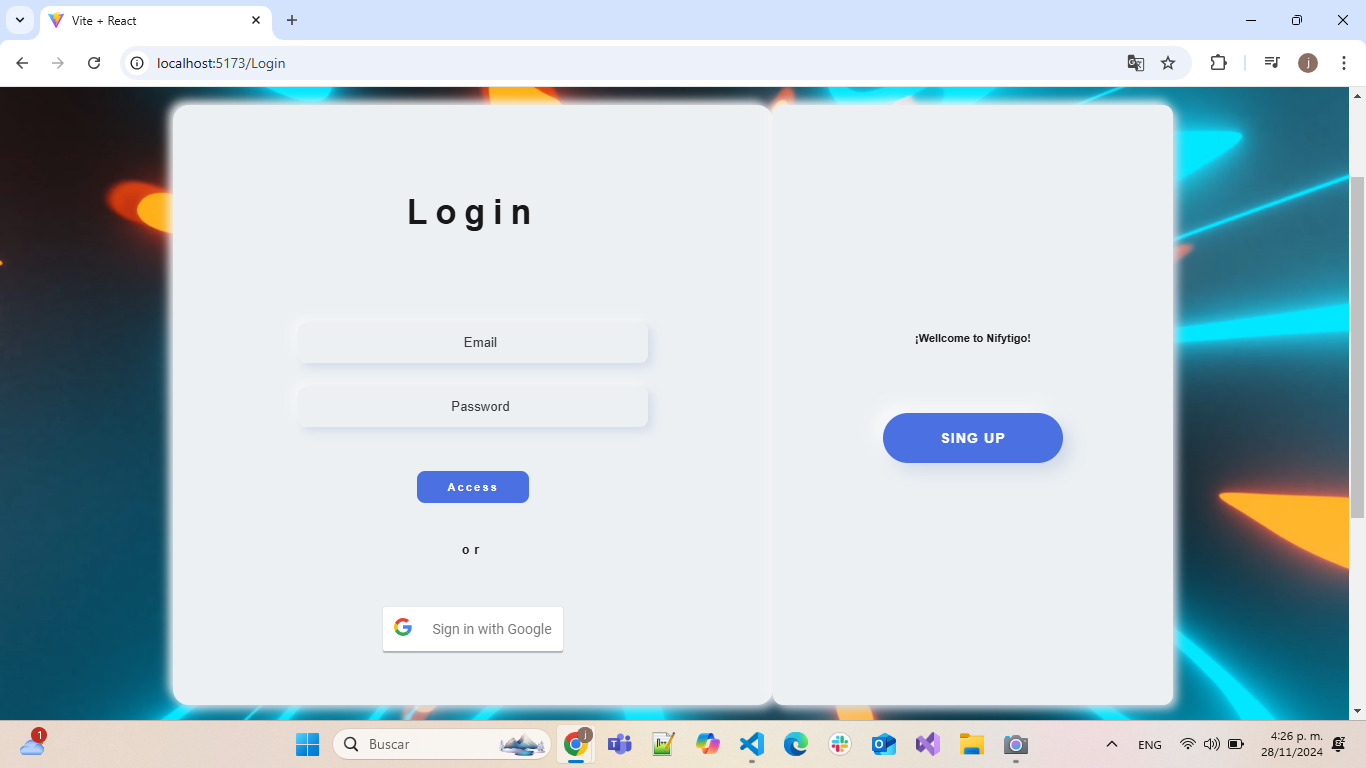 Vite + React
localhost:5173/Login
j
Login
Email
Password
Access
or
Sign in with Google
¡Wellcome to Nifytigo!
SING UP
1
Buscar
j
ENG
4:26 p. m.
28/11/2024